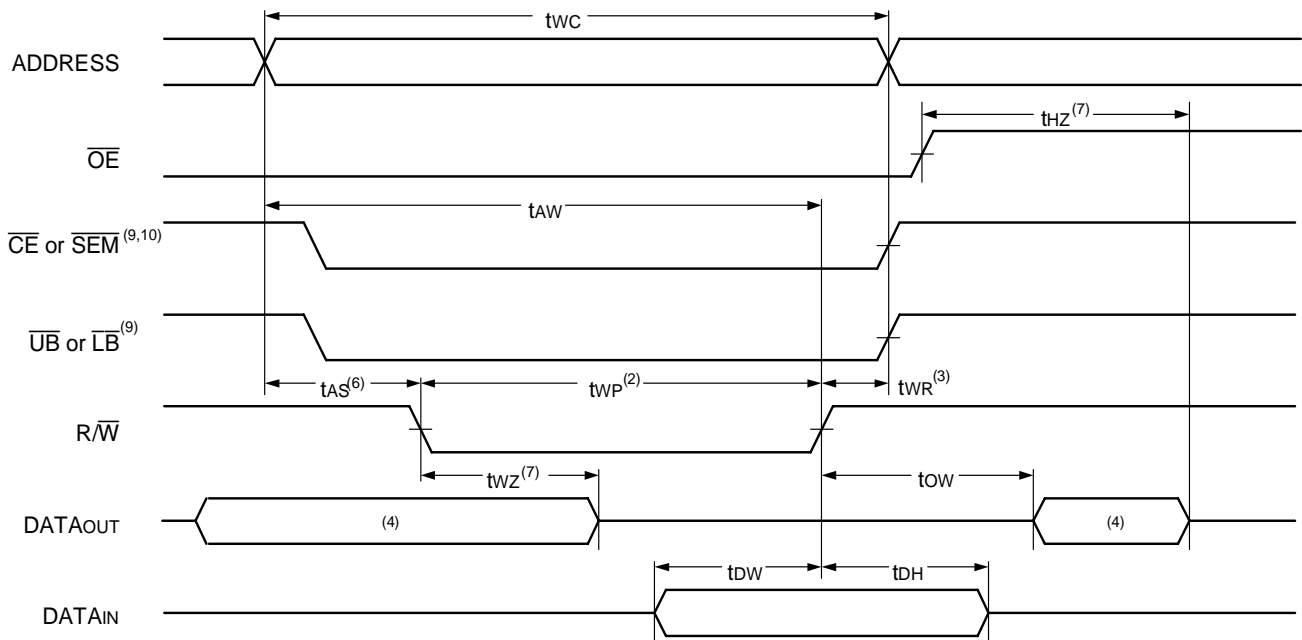 tWC
ADDRESS
tHZ(7)
OE
tAW
CE or SEM (9,10)
UB or LB (9)
tAS(6)
tWP(2)
tWR(3)
R/W
tWZ(7)
tOW
DATAOUT
(4)
(4)
tDW
tDH
DATAIN